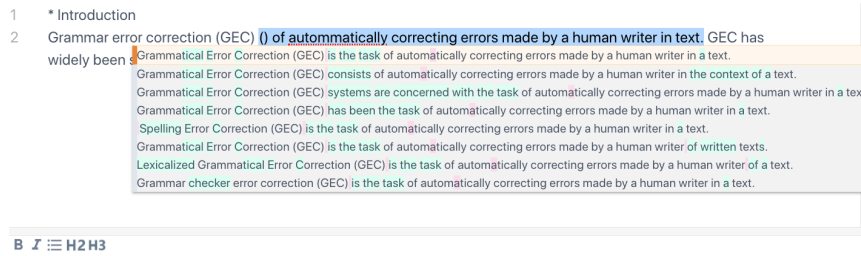 1 * Introduction
2 Grammar error correction (GEC) () of autommatically correcting errors made by a human writer in text. GEC has
widely been s
Grammatical Error Correction (GEC) is the task of automatically correcting errors made by a human writer in a text.
Grammatical Error Correction (GEC) consists of automatically correcting errors made by a human writer in the context of a text.
Grammatical Error Correction (GEC) systems are concerned with the task of automatically correcting errors made by a human writer in a tex
Grammatical Error Correction (GEC) has been the task of automatically correcting errors made by a human writer in a text.
Spelling Error Correction (GEC) is the task of automatically correcting errors made by a human writer in a text.
Grammatical Error Correction (GEC) is the task of automatically correcting errors made by a human writer of written texts.
Lexicalized Grammatical Error Correction (GEC) is the task of automatically correcting errors made by a human writer of a text.
Grammar checker error correction (GEC) is the task of automatically correcting errors made by a human writer in a text.
B I H2 H3